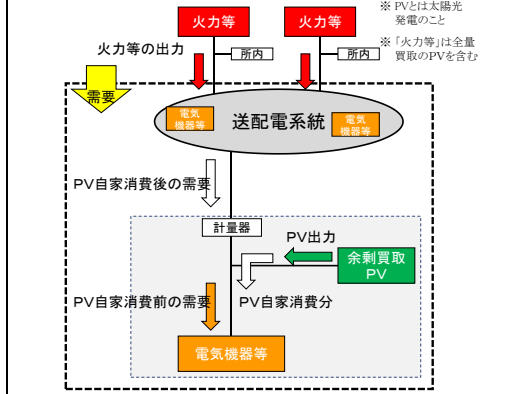 ※ PVとは太陽光
発電のこと
火力等
火力等
※「火力等」は全量
買取のPVを含む
火力等の出力
所内
所内
需要
電気
機器等
送配電系統
電気
機器等
PV自家消費後の需要
計量器
PV出力
余剰買取
PV
PV自家消費前の需要
PV自家消費分
電気機器等